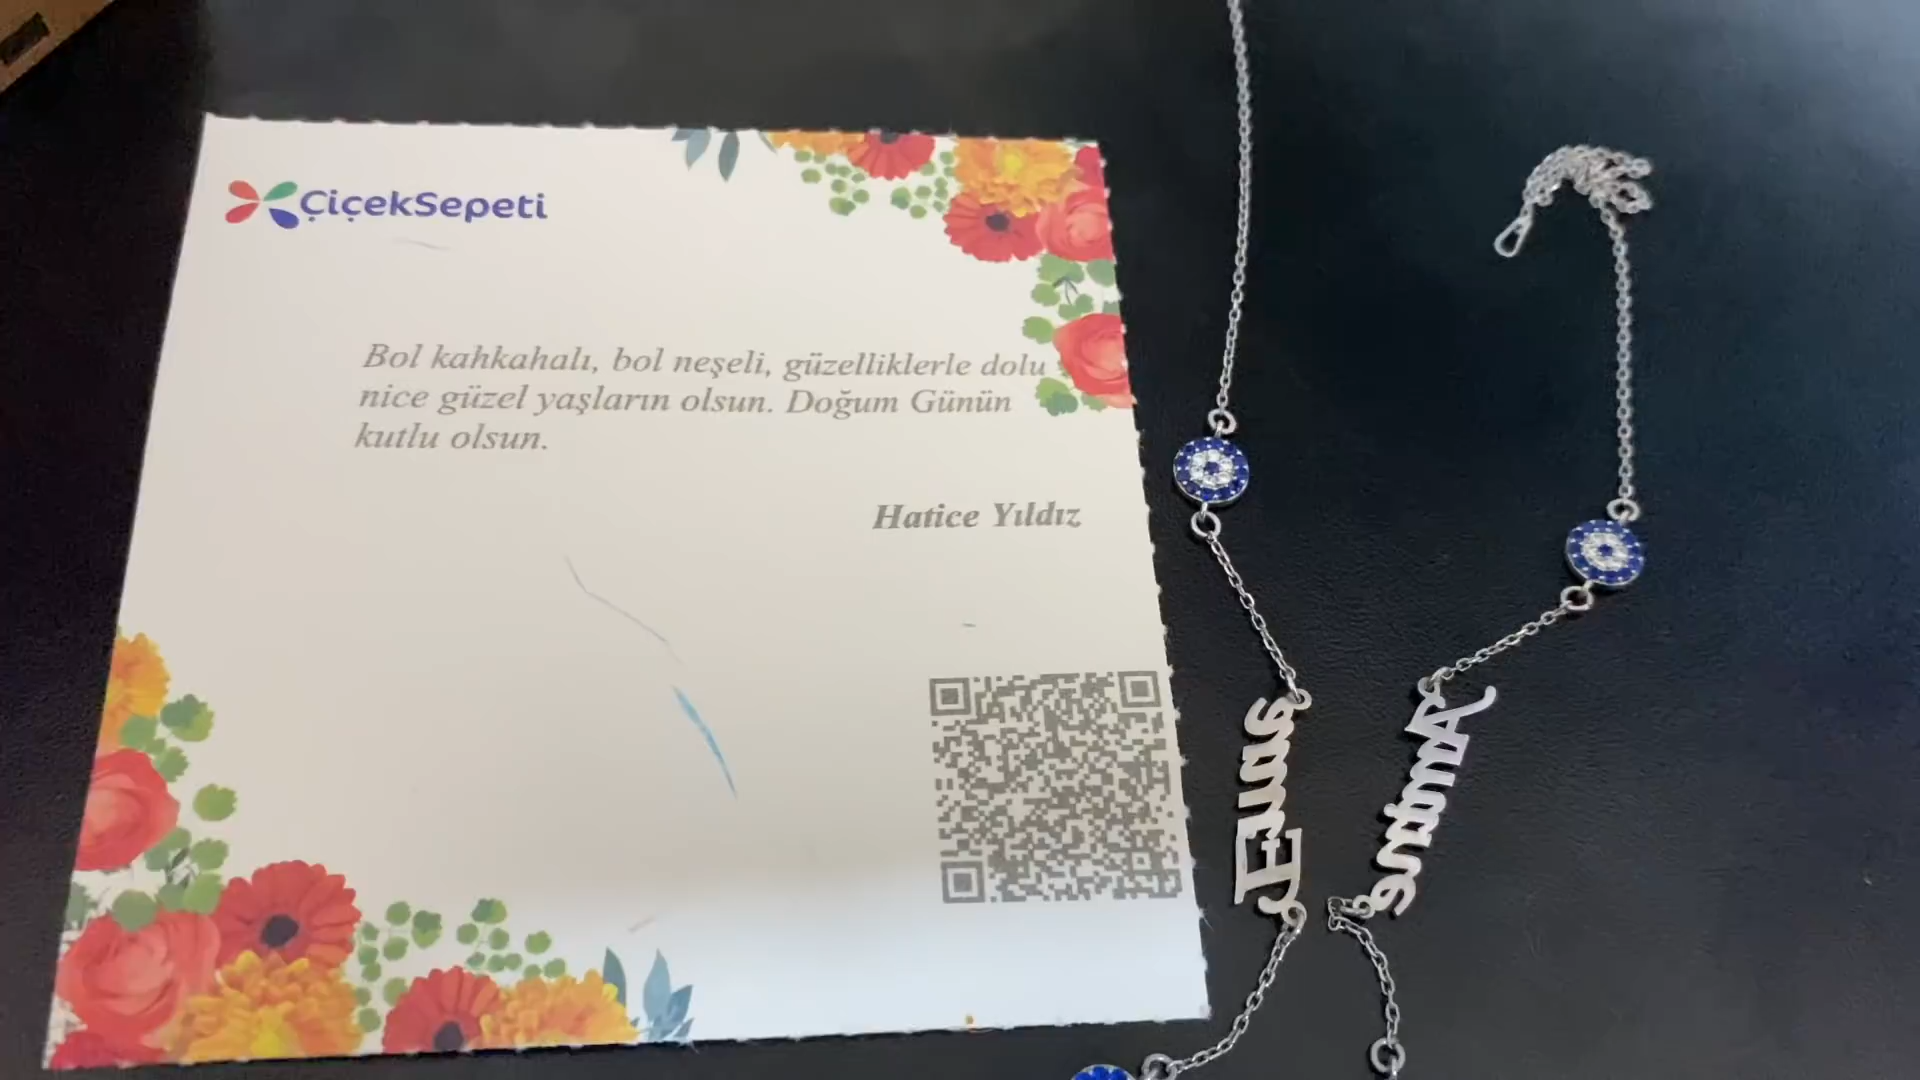 ÇiçekSepeti
Bol kahkahalı, bol neşeli, güzelliklerle dolu
nice güzel yaşların olsun. Doğum Günün
kutlu olsun.
Hatice Yıldız